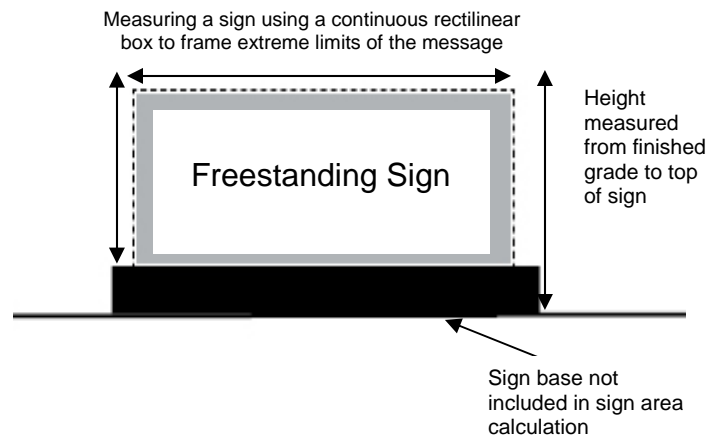 Measuring a sign using a continuous rectilinear
box to frame extreme limits of the message
Height
measured
from finished
grade to top
of sign
Freestanding Sign
Sign base not
included in sign area
calculation